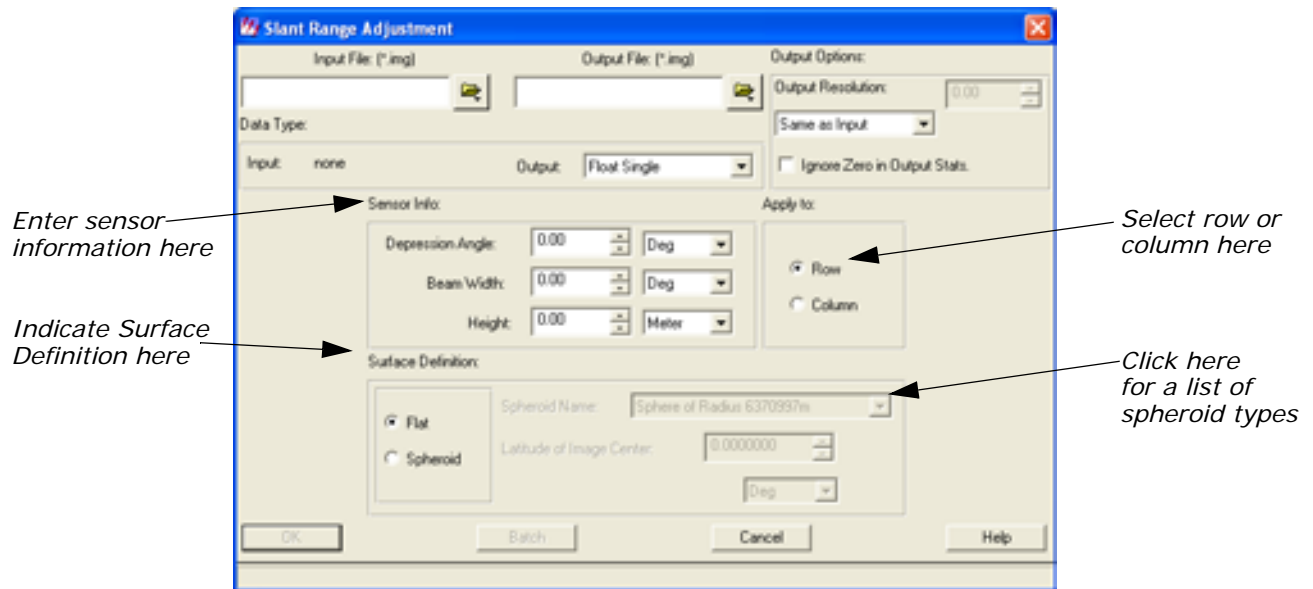 Slant Range Adjustment
Input File: (*.img)
Output File: (*.img)
Output Options:
Output Resolution:
0.00
Same as Input
Data Type:
Input:
none
Output:
Float Single
Ignore Zero in Output Stats.
Enter sensor
information here
Sensor Info:
Apply to:
Select row or
column here
Depression Angle:
0.00
Deg
Row
Beam Width:
0.00
Deg
Column
Height:
0.00
Meter
Indicate Surface
Definition here
Surface Definition:
Click here
for a list of
spheroid types
Flat
Spheroid Name:
Sphere of Radius 6370997m
Spheroid
Latitude of Image Center:
0.0000000
Deg
OK
Batch
Cancel
Help